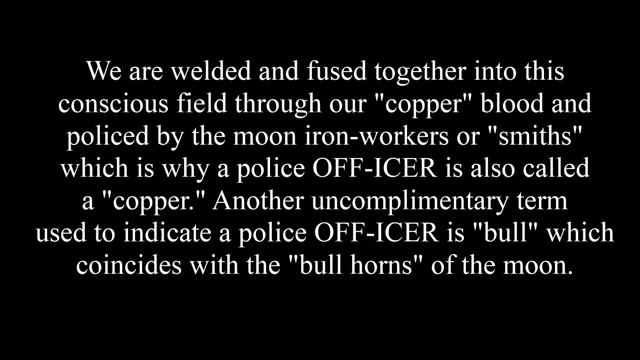 We are welded and fused together into this
conscious field through our "copper" blood and
policed by the moon iron-workers or "smiths"
which is why a police OFF-ICER is also called
a "copper." Another uncomplimentary term
used to indicate a police OFF-ICER is "bull" which
coincides with the "bull horns" of the moon.